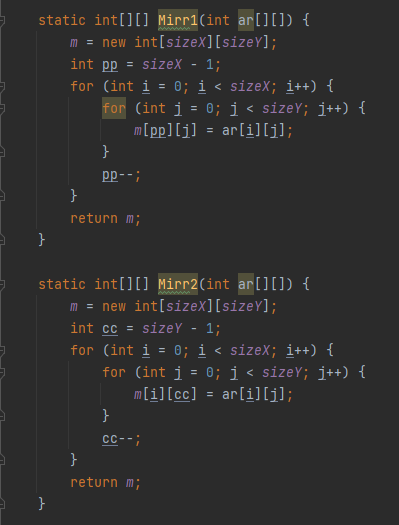 static int[][] Mirr1(int ar[][]) {
    m = new int[sizeX][sizeY];
    int pp = sizeX - 1;
    for (int i = 0; i < sizeX; i++) {
        for (int j = 0; j < sizeY; j++) {
            m[pp][j] = ar[i][j];
        }
        pp--;
    }
    return m;
}
static int[][] Mirr2(int ar[][]) {
    m = new int[sizeX][sizeY];
    int cc = sizeY - 1;
    for (int i = 0; i < sizeX; i++) {
        for (int j = 0; j < sizeY; j++) {
            m[i][cc] = ar[i][j];
        }
        cc--;
    }
    return m;
}